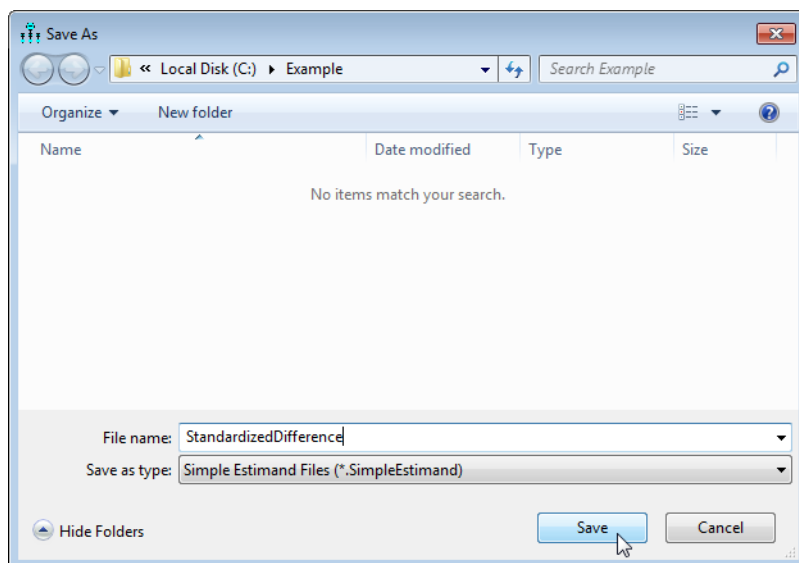 Save As
« Local Disk (C:) Example Search Example
Organize New folder
Name Date modified Type Size
No items match your search.
File name: StandardizedDifference
Save as type: Simple Estimand Files (*.SimpleEstimand)
Hide Folders Save Cancel